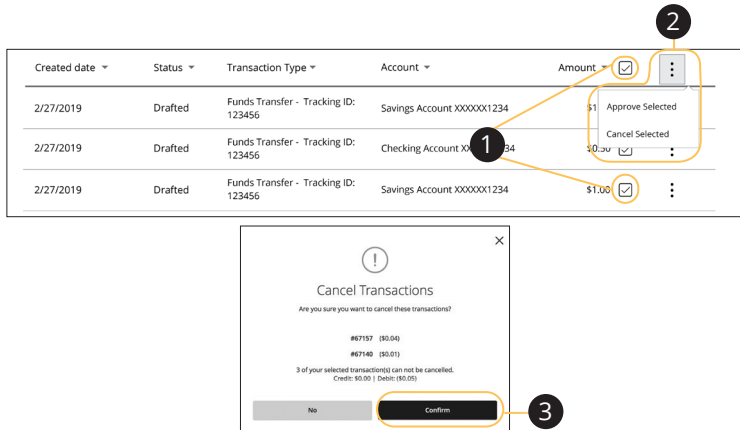 2
Created date Status Transaction Type Account Amount
2/27/2019 Drafted Funds Transfer - Tracking ID: 123456 Savings Account XXXXXX1234 $1
Approve Selected
Cancel Selected
1
2/27/2019 Drafted Funds Transfer - Tracking ID: 123456 Checking Account XX 34 $0.50
2/27/2019 Drafted Funds Transfer - Tracking ID: 123456 Savings Account XXXXXX1234 $1.00
Cancel Transactions
Are you sure you want to cancel these transactions?
#67157 ($0.04)
#67140 ($0.01)
3 of your selected transaction(s) can not be cancelled.
Credit: $0.00 | Debit: ($0.05)
No Confirm
3